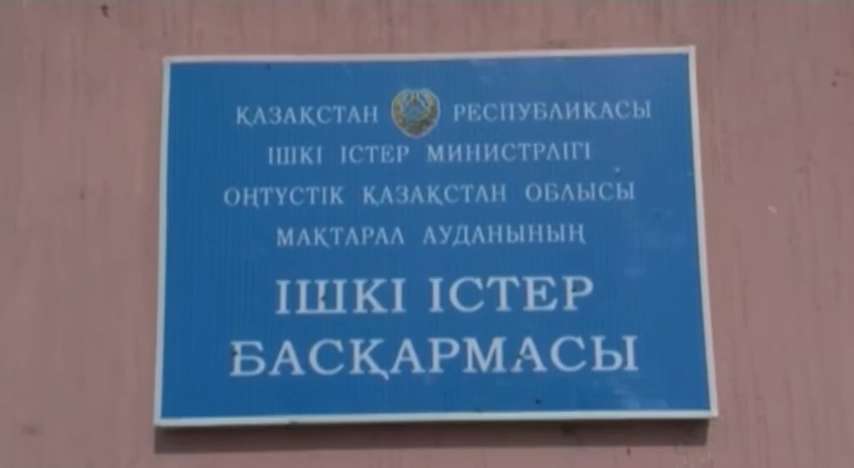 ҚАЗАҚСТАН РЕСПУБЛИКАСЫ
ІШКІ ІСТЕР МИНИСТРЛІГІ
ОҢТҮСТІК ҚАЗАҚСТАН ОБЛЫСЫ
МАҚТАРАЛ АУДАНЫНЫҢ
ІШКІ ІСТЕР
БАСҚАРМАСЫ